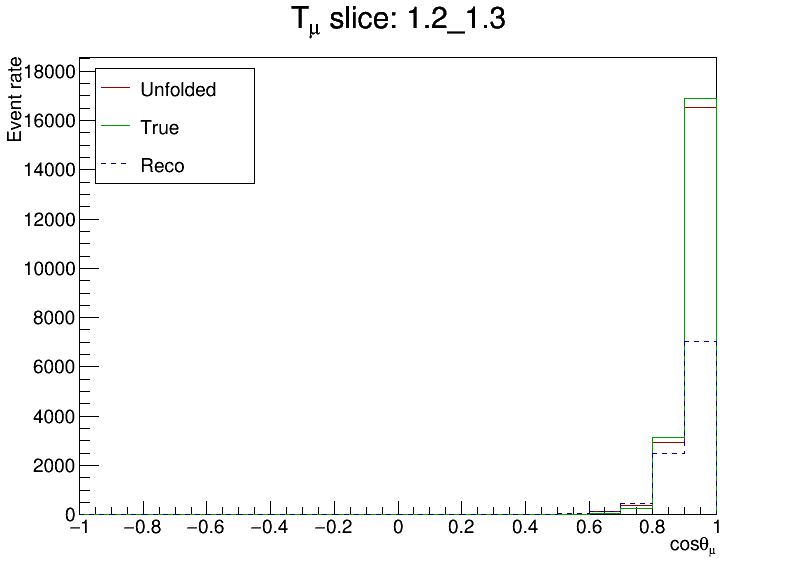 Tμ slice: 1.2_1.3
Event rate
18000
16000
14000
12000
10000
8000
6000
4000
2000
0
Unfolded
True
Reco
−1 −0.8 −0.6 −0.4 −0.2 0 0.2 0.4 0.6 0.8 1
cosθμ